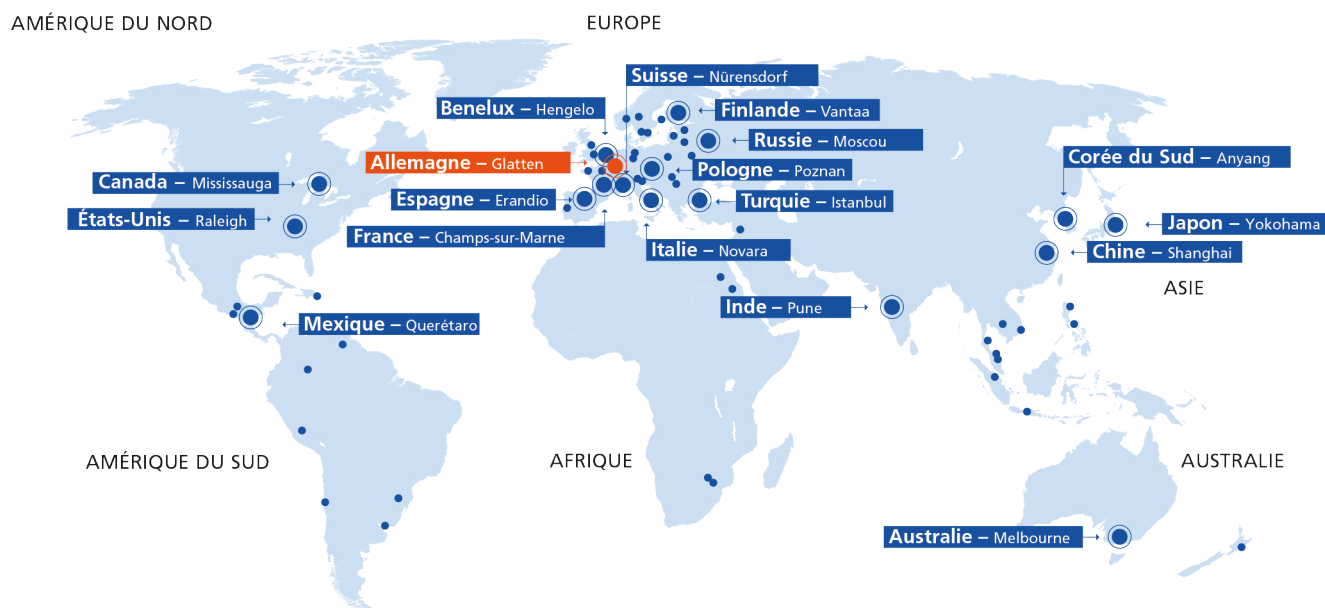 AMÉRIQUE DU NORD
EUROPE
Suisse – Nürensdorf
Benelux – Hengelo
Finlande – Vantaa
Russie – Moscou
Allemagne – Glatten
Corée du Sud – Anyang
Pologne – Poznan
Canada – Mississauga
Espagne – Erandio
Turquie – Istanbul
États-Unis – Raleigh
Japon – Yokohama
France – Champs-sur-Marne
Italie – Novara
Chine – Shanghai
ASIE
Inde – Pune
Mexique – Querétaro
AMÉRIQUE DU SUD
AFRIQUE
AUSTRALIE
Australie – Melbourne